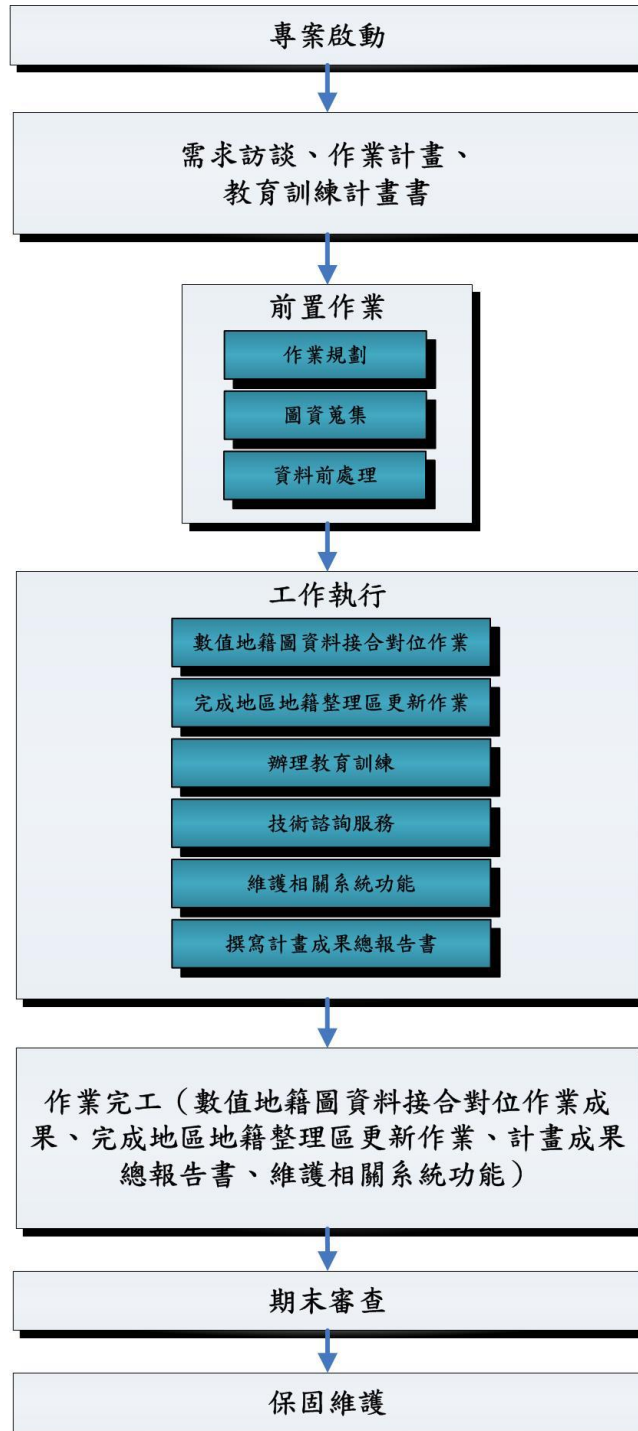 專案啟動
需求訪談、作業計畫、
教育訓練計畫書
前置作業
作業規劃
圖資蒐集
資料前處理
工作執行
數值地籍圖資料接合對位作業
完成地區地籍整理區更新作業
辦理教育訓練
技術諮詢服務
維護相關系統功能
撰寫計畫成果總報告書
作業完工（數值地籍圖資料接合對位作業成
果、完成地區地籍整理區更新作業、計畫成果
總報告書、維護相關系統功能）
期末審查
保固維護